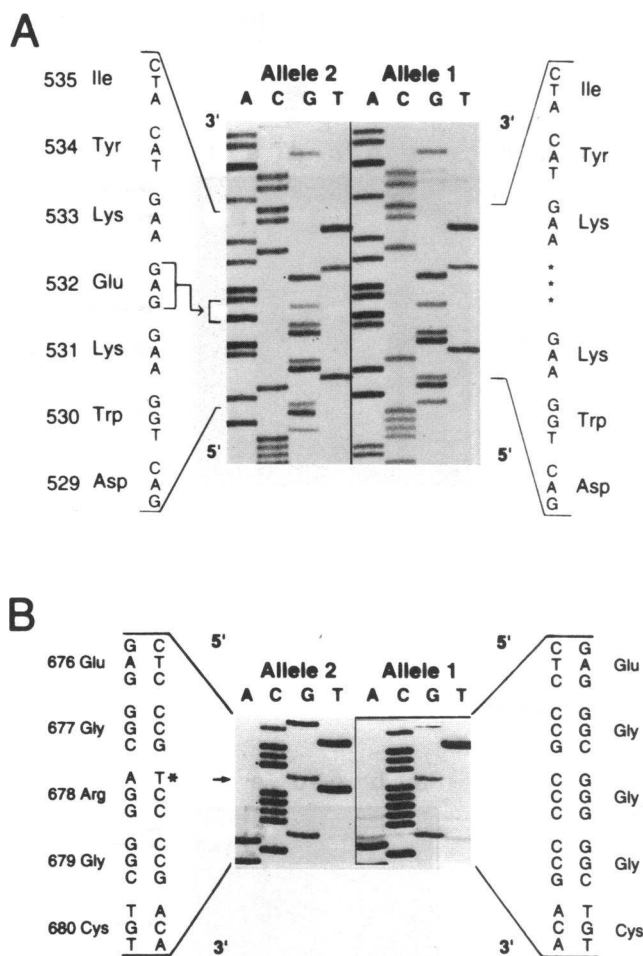 A
Allele 2 Allele 1
A C G T A C G T
3' 3'
5' 5'
535 Ile
C
T
A
534 Tyr
C
A
T
533 Lys
G
A
A
532 Glu
G
A
G
531 Lys
G
A
A
530 Trp
G
G
T
529 Asp
C
A
G
C
T
A
Ile
C
A
T
Tyr
G
A
A
Lys
*
*
*
G
A
A
Lys
G
G
T
Trp
C
A
G
Asp
B
5' 5'
Allele 2 Allele 1
A C G T A C G T
3' 3'
G C
676 Glu A T
G C
G C
677 Gly G C
C G
A T*
678 Arg G C
G C
G C
679 Gly G C
C G
T A
680 Cys G C
T A
C G
T A Glu
C G
C G
C G Gly
G C
C G
C G Gly
C G
C G
C G Gly
G C
A T
C G Cys
A T